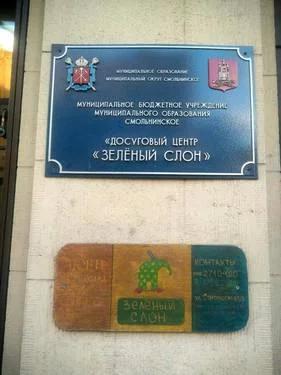 МУНИЦИПАЛЬНОЕ ОБРАЗОВАНИЕ
МУНИЦИПАЛЬНЫЙ ОКРУГ СМОЛЬНИНСКОЕ
МУНИЦИПАЛЬНОЕ БЮДЖЕТНОЕ УЧРЕЖДЕНИЕ
МУНИЦИПАЛЬНОГО ОБРАЗОВАНИЯ
СМОЛЬНИНСКОЕ
«ДОСУГОВЫЙ ЦЕНТР
«ЗЕЛЁНЫЙ СЛОН»
Зелёный
слон
КОНТАКТЫ